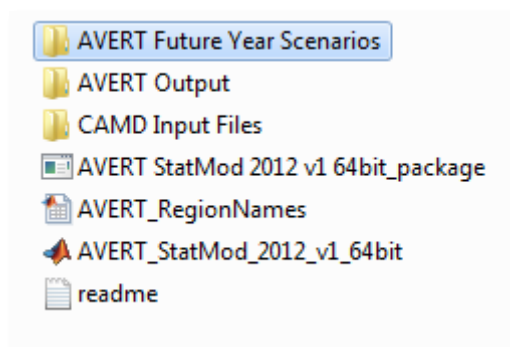 AVERT Future Year Scenarios
AVERT Output
CAMD Input Files
AVERT StatMod 2012 v1 64bit_package
AVERT_RegionNames
AVERT_StatMod_2012_v1_64bit
readme